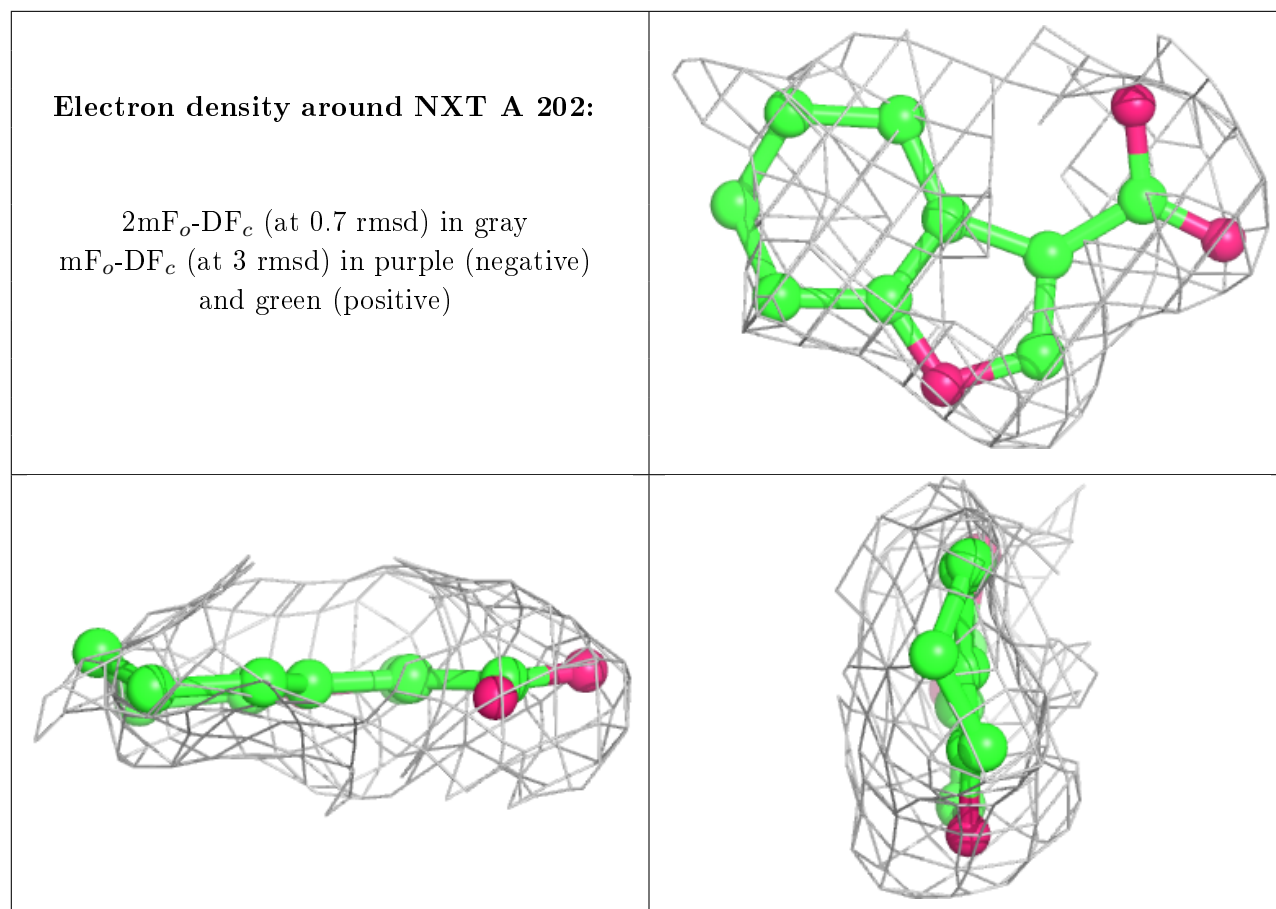 Electron density around NXT A 202:
2mFo-DFc (at 0.7 rmsd) in gray
mFo-DFc (at 3 rmsd) in purple (negative)
and green (positive)